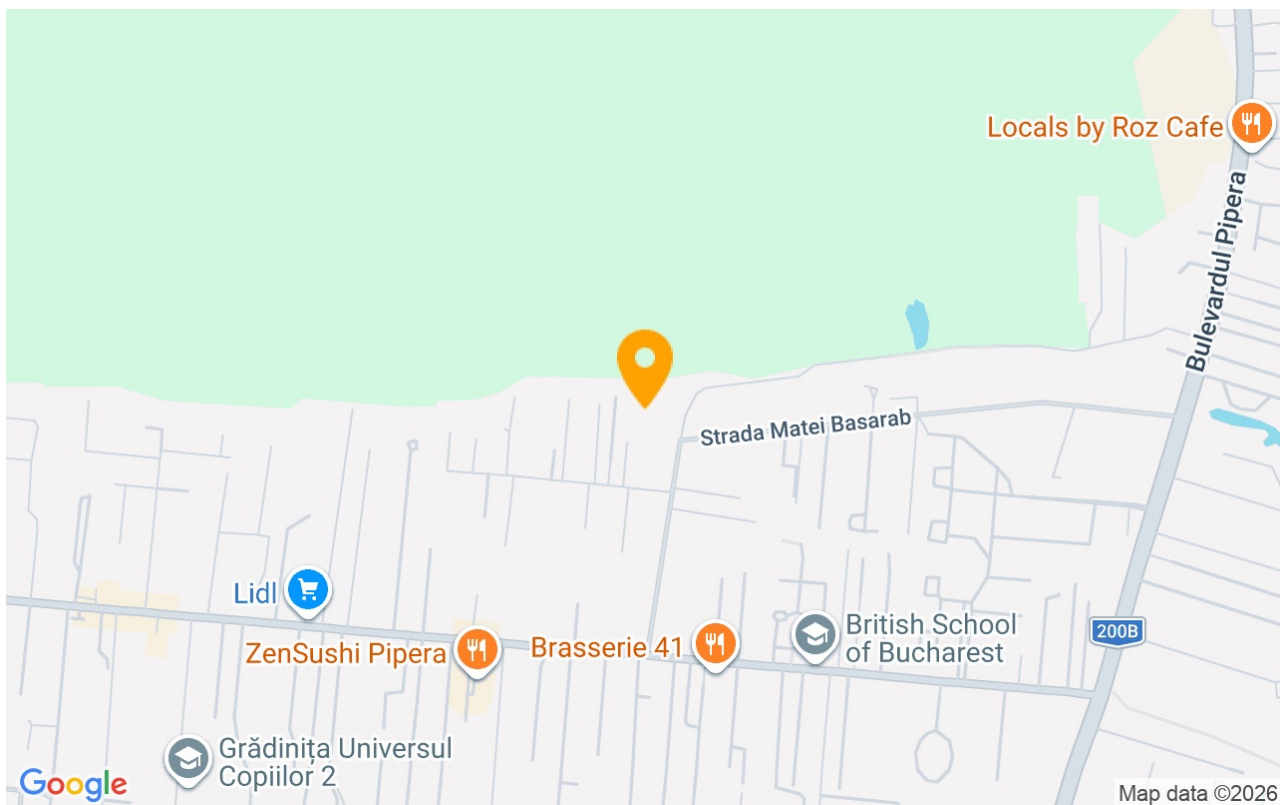 Locals by Roz Cafe
Bulevardul Pipera
Strada Matei Basarab
Lidl
ZenSushi Pipera
Brasserie 41
British School
of Bucharest
200B
Grădinița Universul
Copiilor 2
Google
Map data ©2026